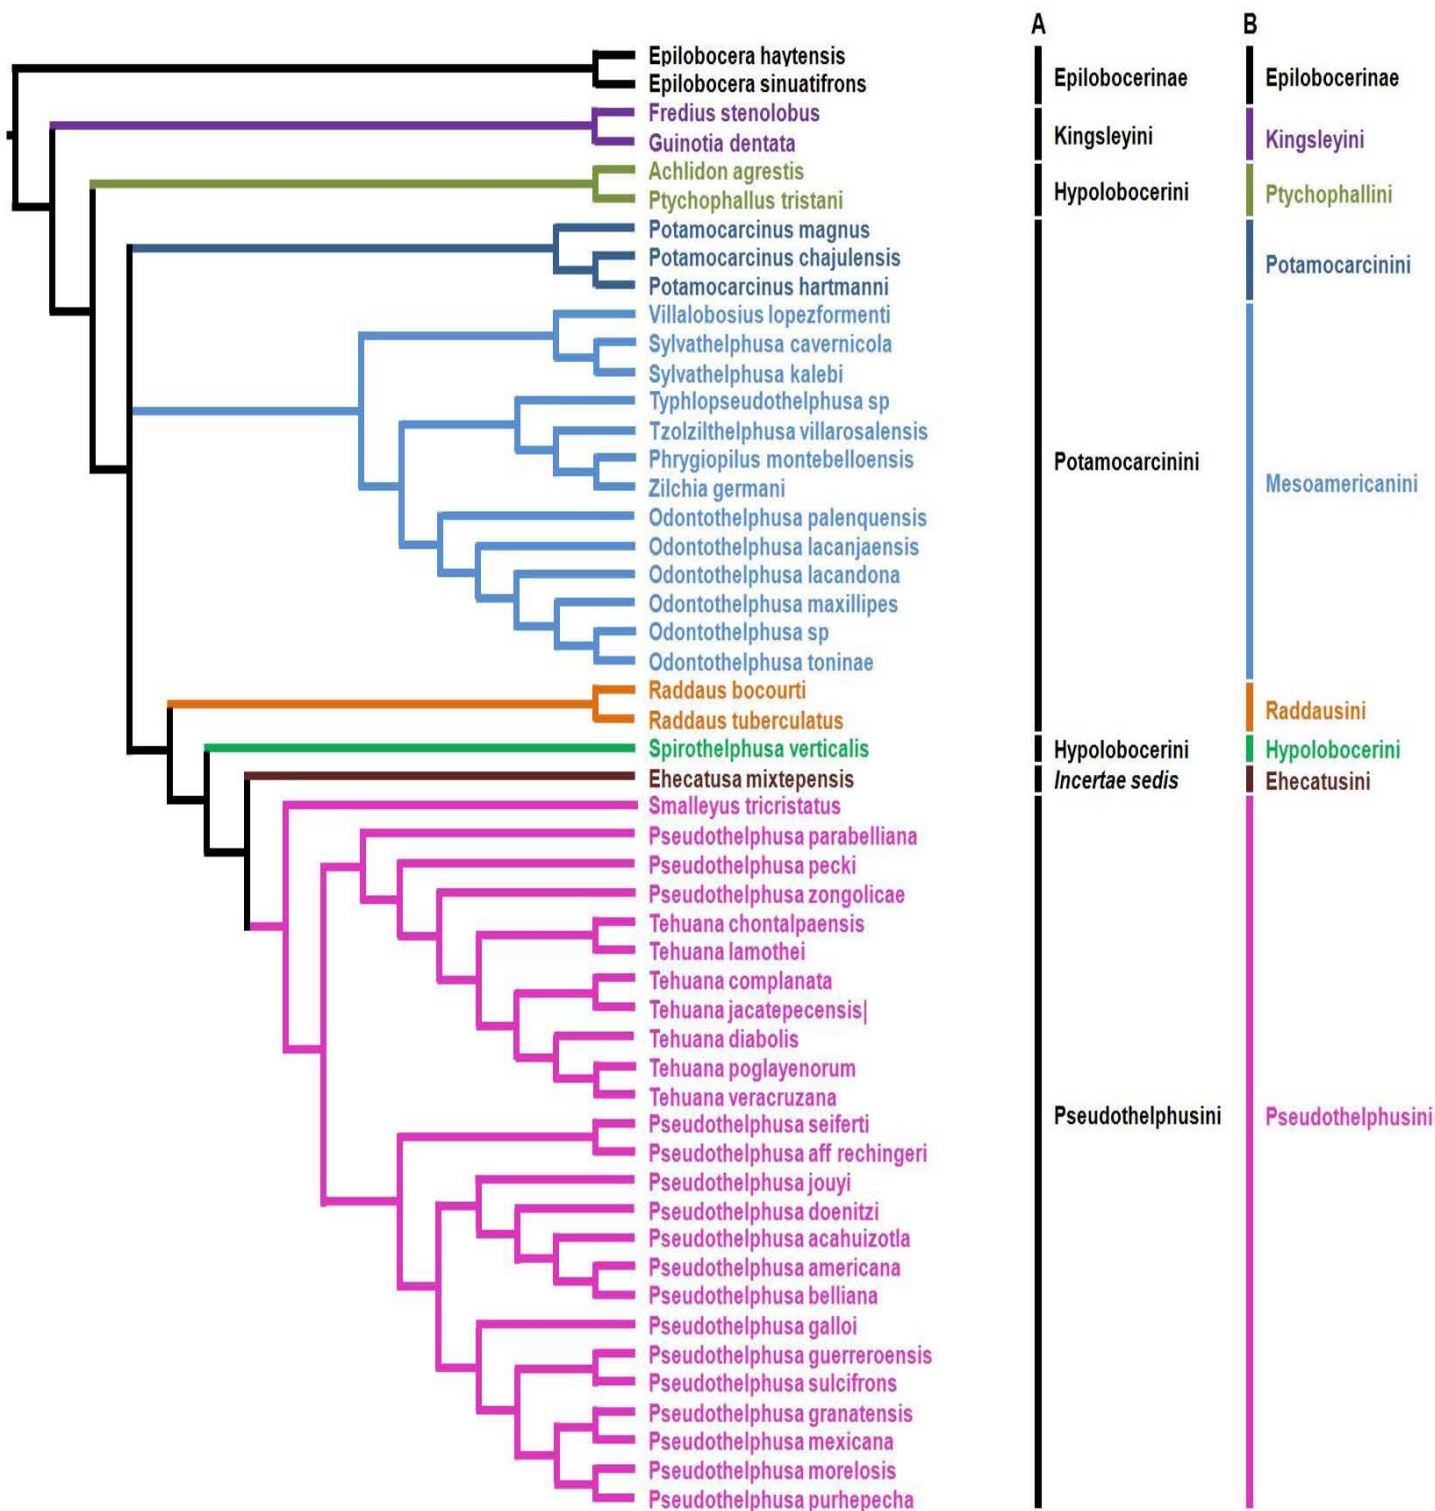 A
B
Epilobocera haytensis
Epilobocera sinuatifrons
Epilobocerinae
Epilobocerinae
Fredius stenolobus
Guinotia dentata
Kingsleyini
Kingsleyini
Achlidon agrestis
Ptychophallus tristani
Hypolobocerini
Ptychophallini
Potamocarcinus magnus
Potamocarcinus chajulensis
Potamocarcinus hartmanni
Potamocarcinini
Villalobosius lopezformenti
Sylvathelphusa cavernicola
Sylvathelphusa kalebi
Typhlopseudothelphusa sp
Tzolzilthelphusa villarosalensis
Phrygiopilus montebelloensis
Zilchia germani
Potamocarcinini
Mesoamericanini
Odontothelphusa palenquensis
Odontothelphusa lacanjaensis
Odontothelphusa lacandona
Odontothelphusa maxillipes
Odontothelphusa sp
Odontothelphusa toninae
Raddaus bocourti
Raddaus tuberculatus
Raddausini
Spirothelphusa verticalis
Hypolobocerini
Hypolobocerini
Ehecatusa mixtepensis
Incertae sedis
Ehecatusini
Smalleyus tricristatus
Pseudothelphusa parabelliana
Pseudothelphusa pecki
Pseudothelphusa zongolicae
Tehuana chontalpaensis
Tehuana lamothei
Tehuana complanata
Tehuana jacatepecensis|
Tehuana diabolis
Tehuana poglayenorum
Tehuana veracruzana
Pseudothelphusini
Pseudothelphusini
Pseudothelphusa seiferti
Pseudothelphusa aff rechingeri
Pseudothelphusa jouyi
Pseudothelphusa doenitzi
Pseudothelphusa acahuizotla
Pseudothelphusa americana
Pseudothelphusa belliana
Pseudothelphusa galloi
Pseudothelphusa guerreroensis
Pseudothelphusa sulcifrons
Pseudothelphusa granatensis
Pseudothelphusa mexicana
Pseudothelphusa morelosis
Pseudothelphusa purhepecha